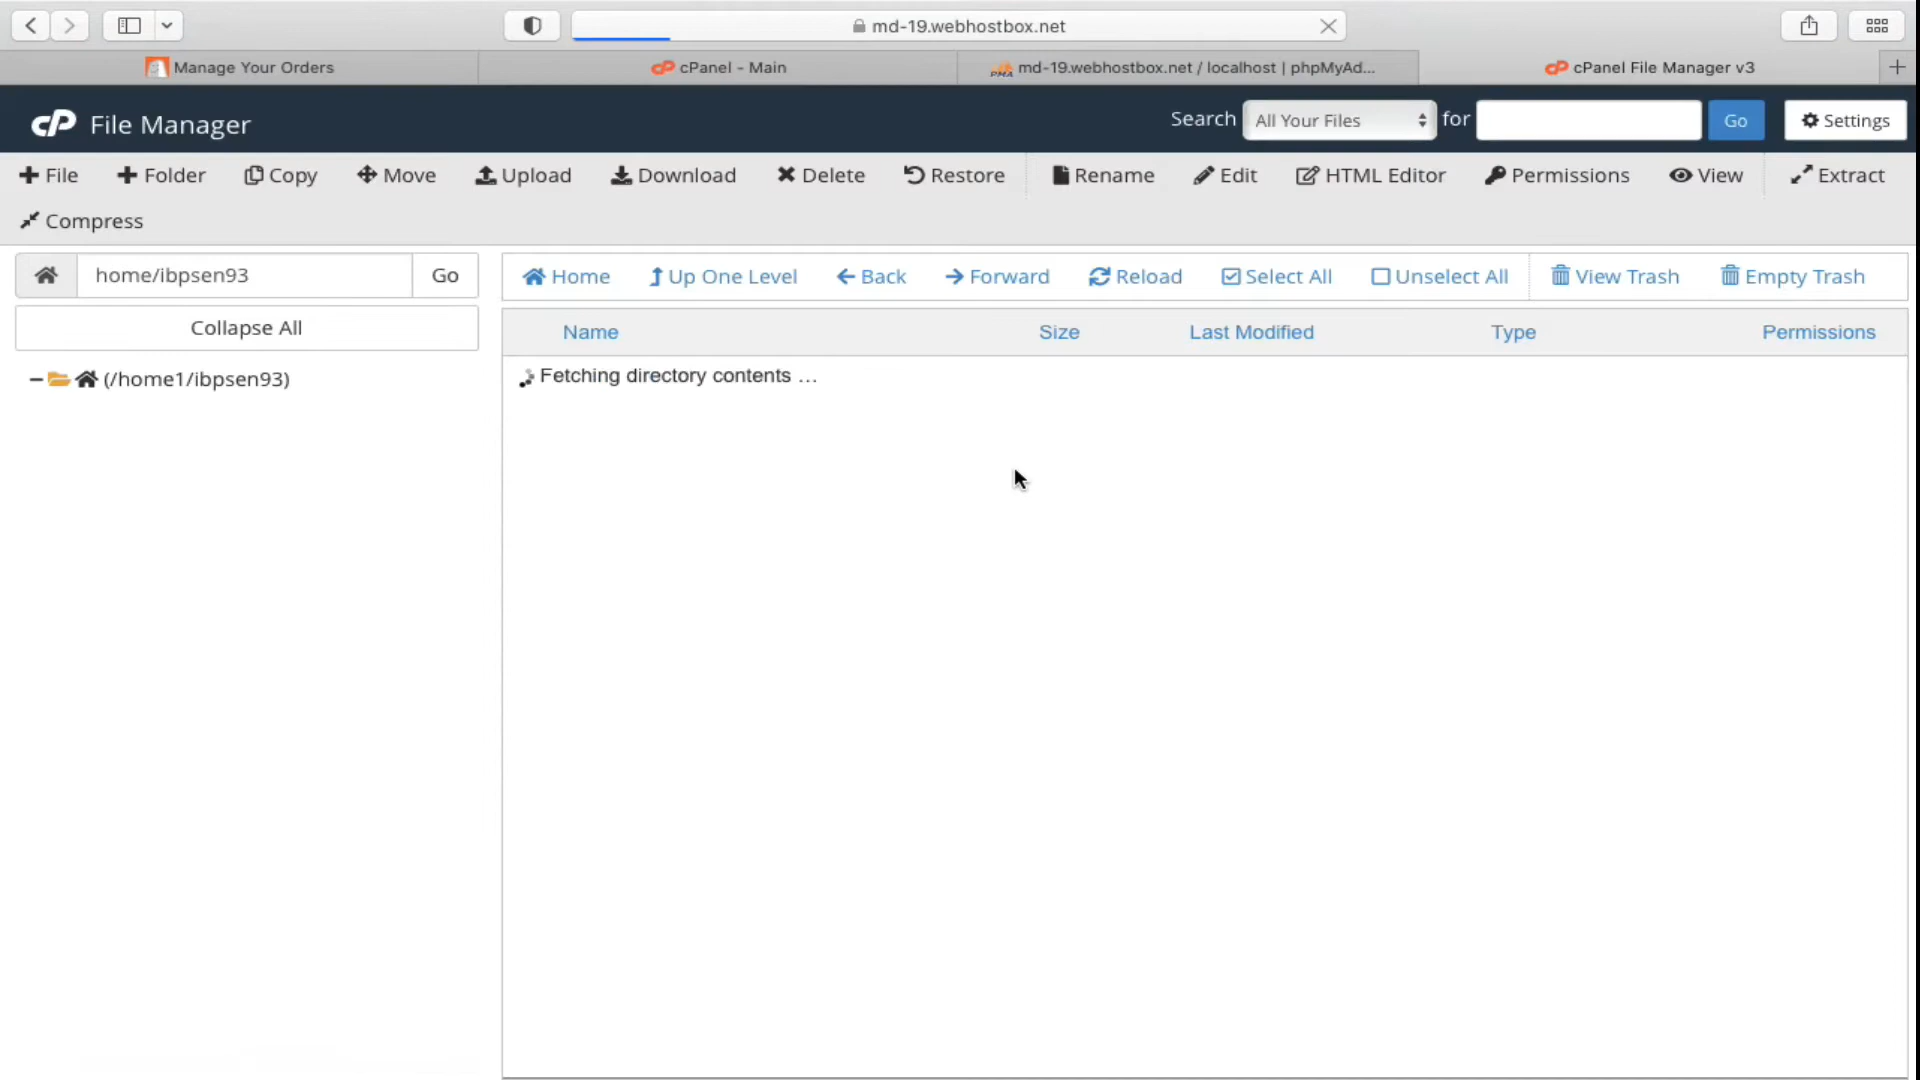 md-19.webhostbox.net
Manage Your Orders
cPanel - Main
md-19.webhostbox.net / localhost | phpMyAd...
cPanel File Manager v3
cP File Manager
Search All Your Files for Go Settings
File Folder Copy Move Upload Download Delete Restore Rename Edit HTML Editor Permissions View Extract
Compress
home/ibpsen93 Go
Home Up One Level Back Forward Reload Select All Unselect All View Trash Empty Trash
Collapse All
Name Size Last Modified Type Permissions
(/home1/ibpsen93)
Fetching directory contents ...